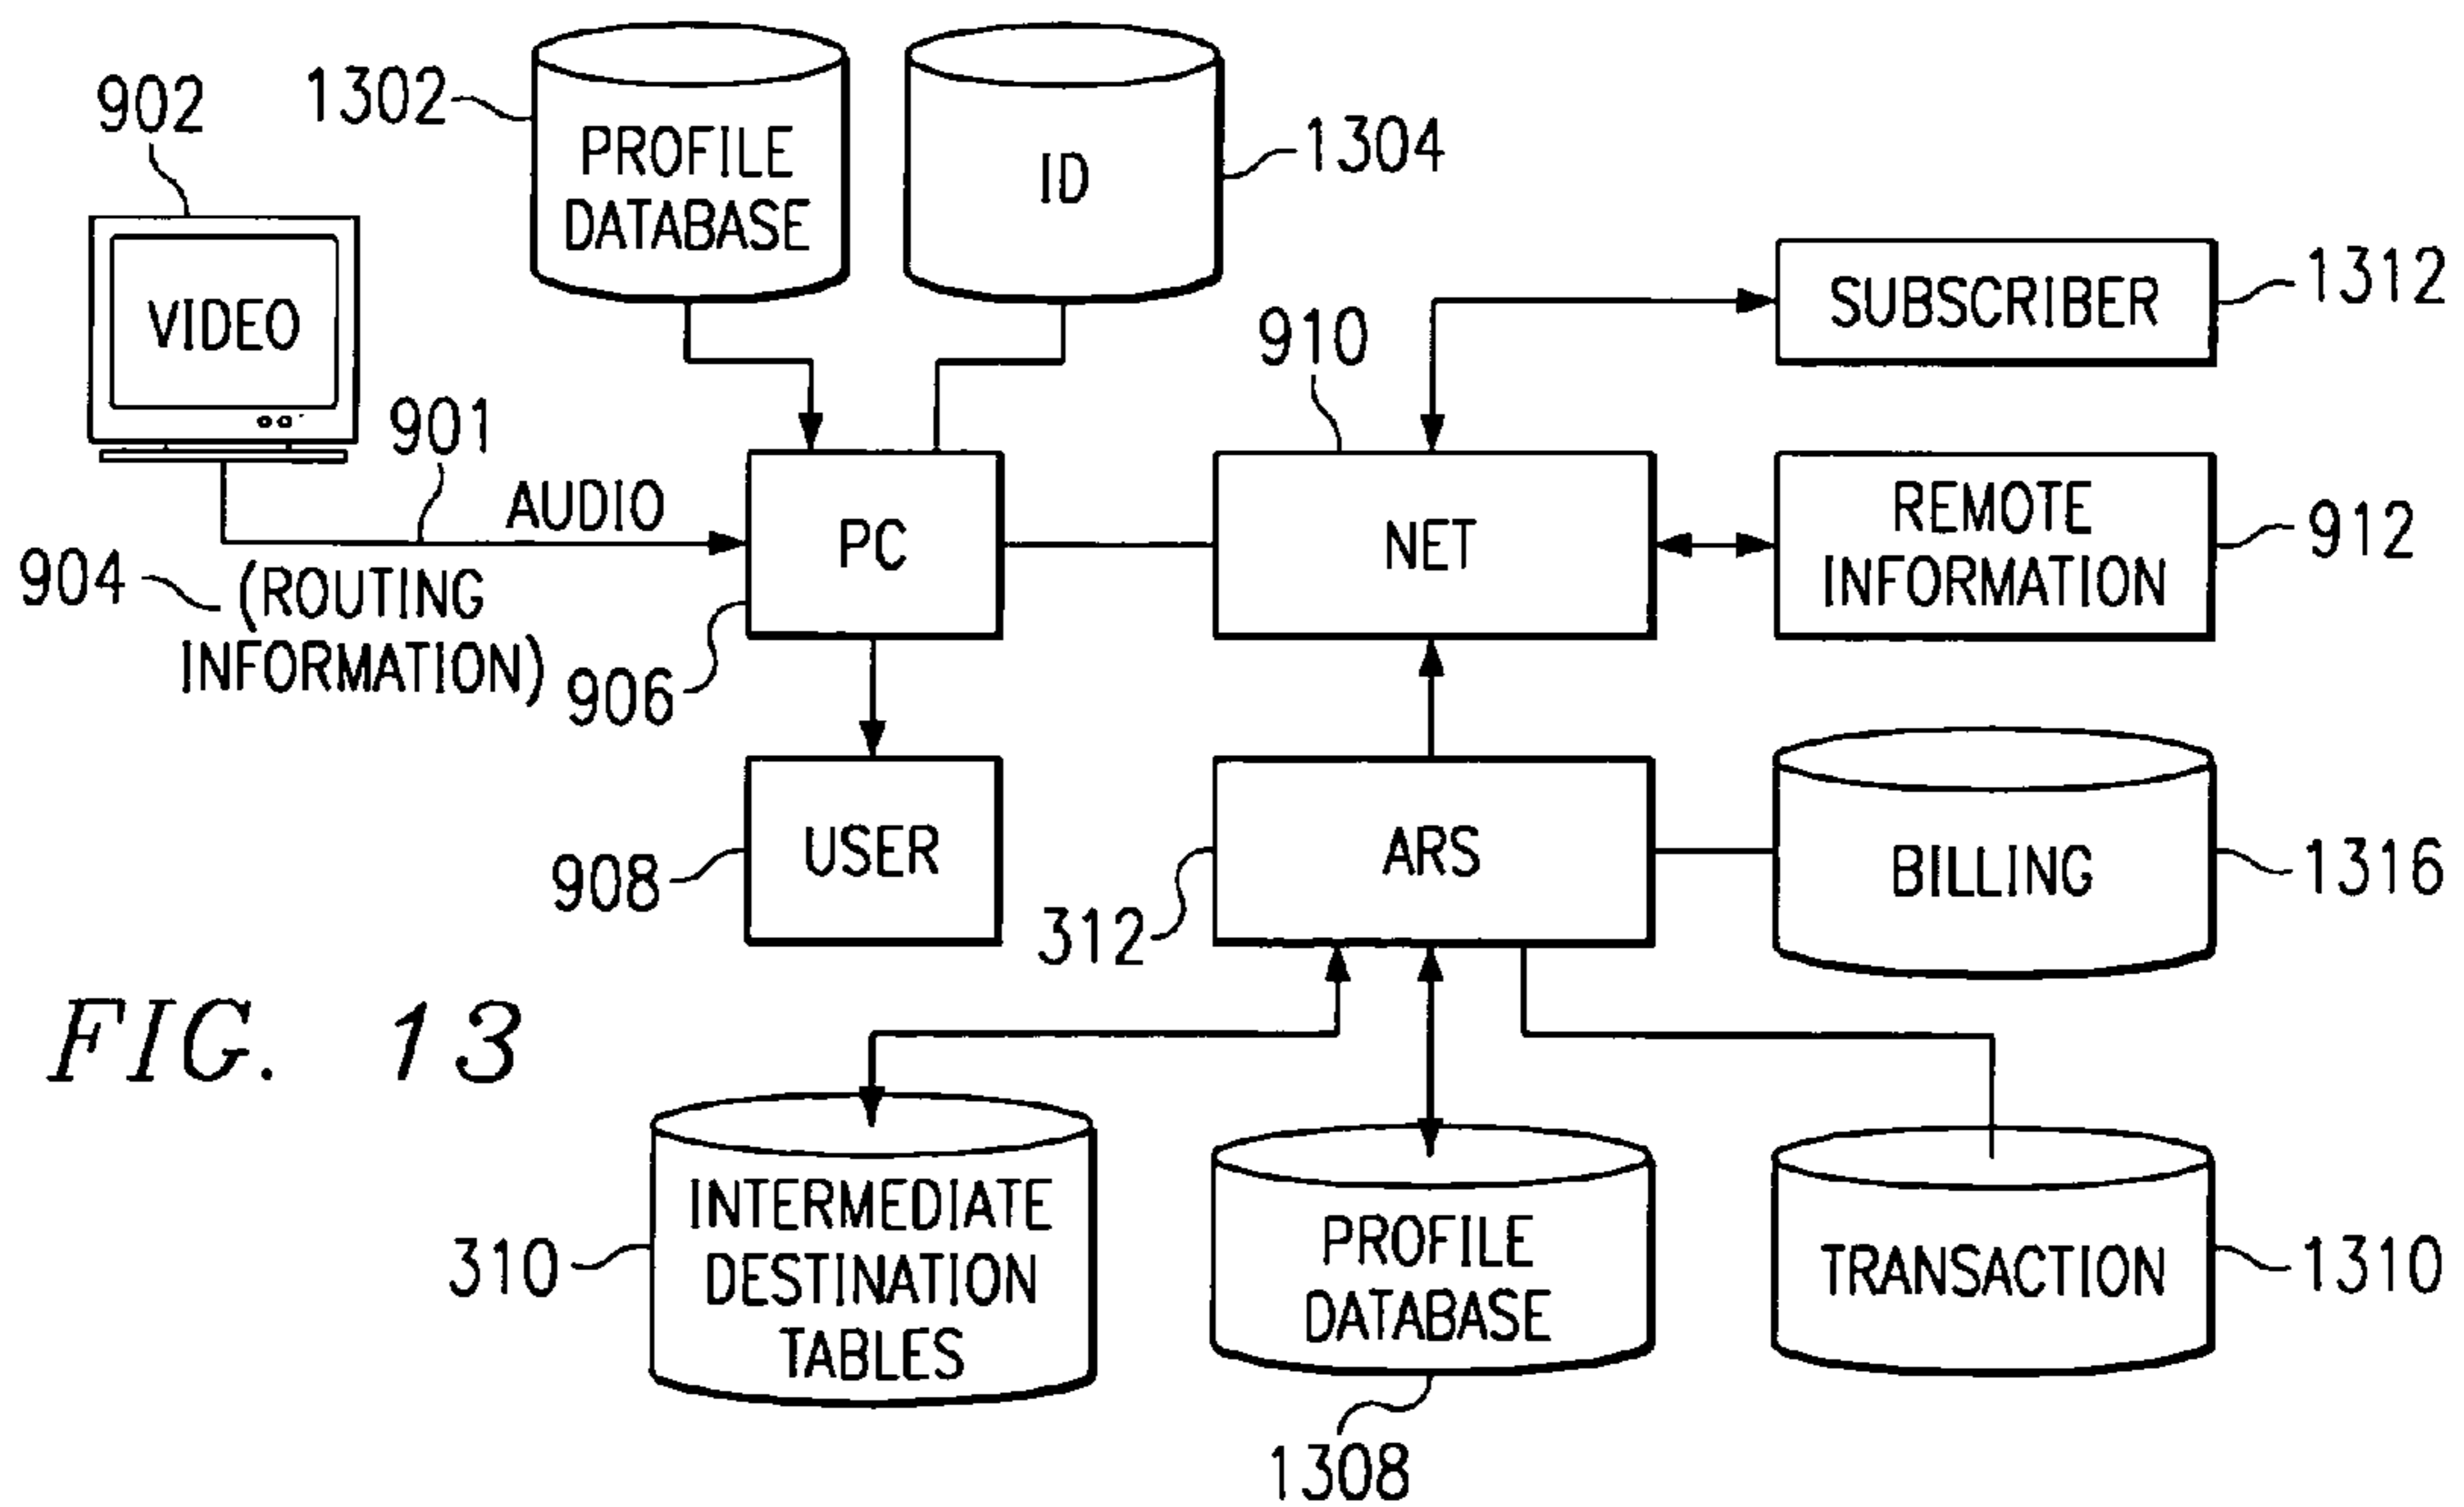 902
1302
PROFILE
DATABASE
ID
1304
VIDEO
SUBSCRIBER
1312
910
901
AUDIO
904
(ROUTING
INFORMATION)
906
PC
NET
REMOTE
INFORMATION
912
USER
908
ARS
312
BILLING
1316
FIG. 13
310
INTERMEDIATE
DESTINATION
TABLES
PROFILE
DATABASE
1308
TRANSACTION
1310